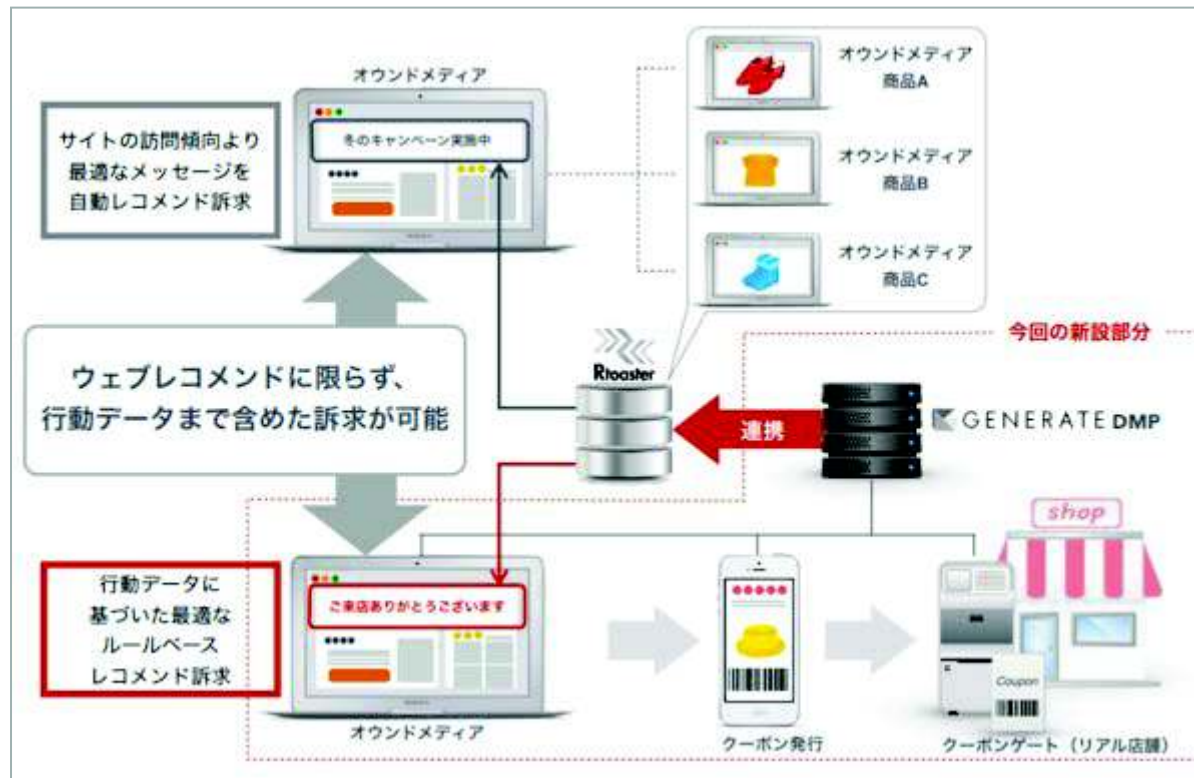 オウンドメディア
サイトの訪問傾向より
最適なメッセージを
自動レコメンド訴求
冬のキャンペーン実施中
オウンドメディア
商品A
オウンドメディア
商品B
オウンドメディア
商品C
今回の新設部分
ウェブレコメンドに限らず、
行動データまで含めた訴求が可能
Rtoaster
連携
GENERATE DMP
shop
行動データに
基づいた最適な
ルールベース
レコメンド訴求
ご来店ありがとうございます
オウンドメディア
クーポン発行
Coupon
クーポンゲート（リアル店舗）